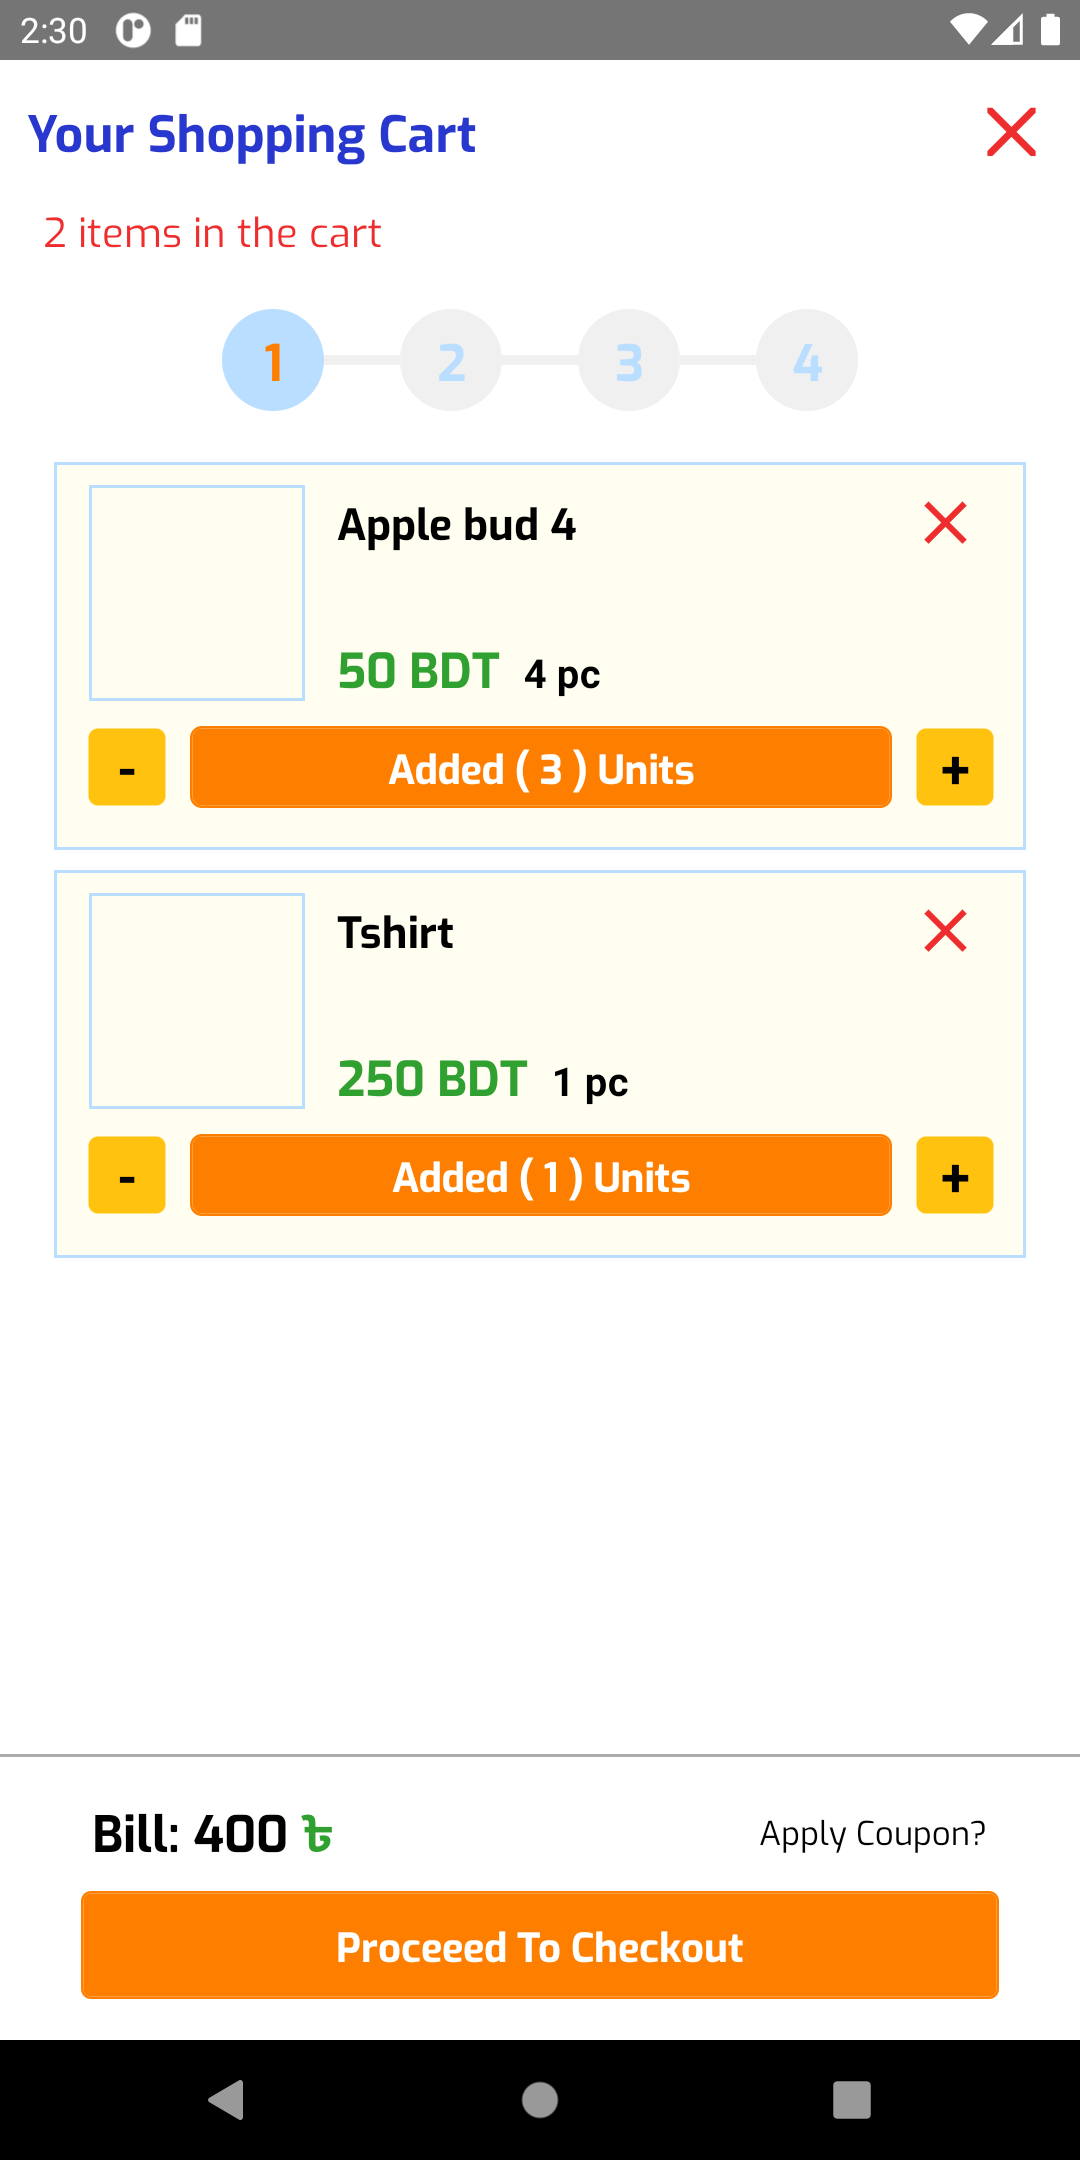 2:30
Your Shopping Cart
2 items in the cart
1 2 3 4
Apple bud 4
50 BDT 4 pc
- Added ( 3 ) Units +
Tshirt
250 BDT 1 pc
- Added ( 1 ) Units +
Bill: 400 ৳ Apply Coupon?
Proceeed To Checkout